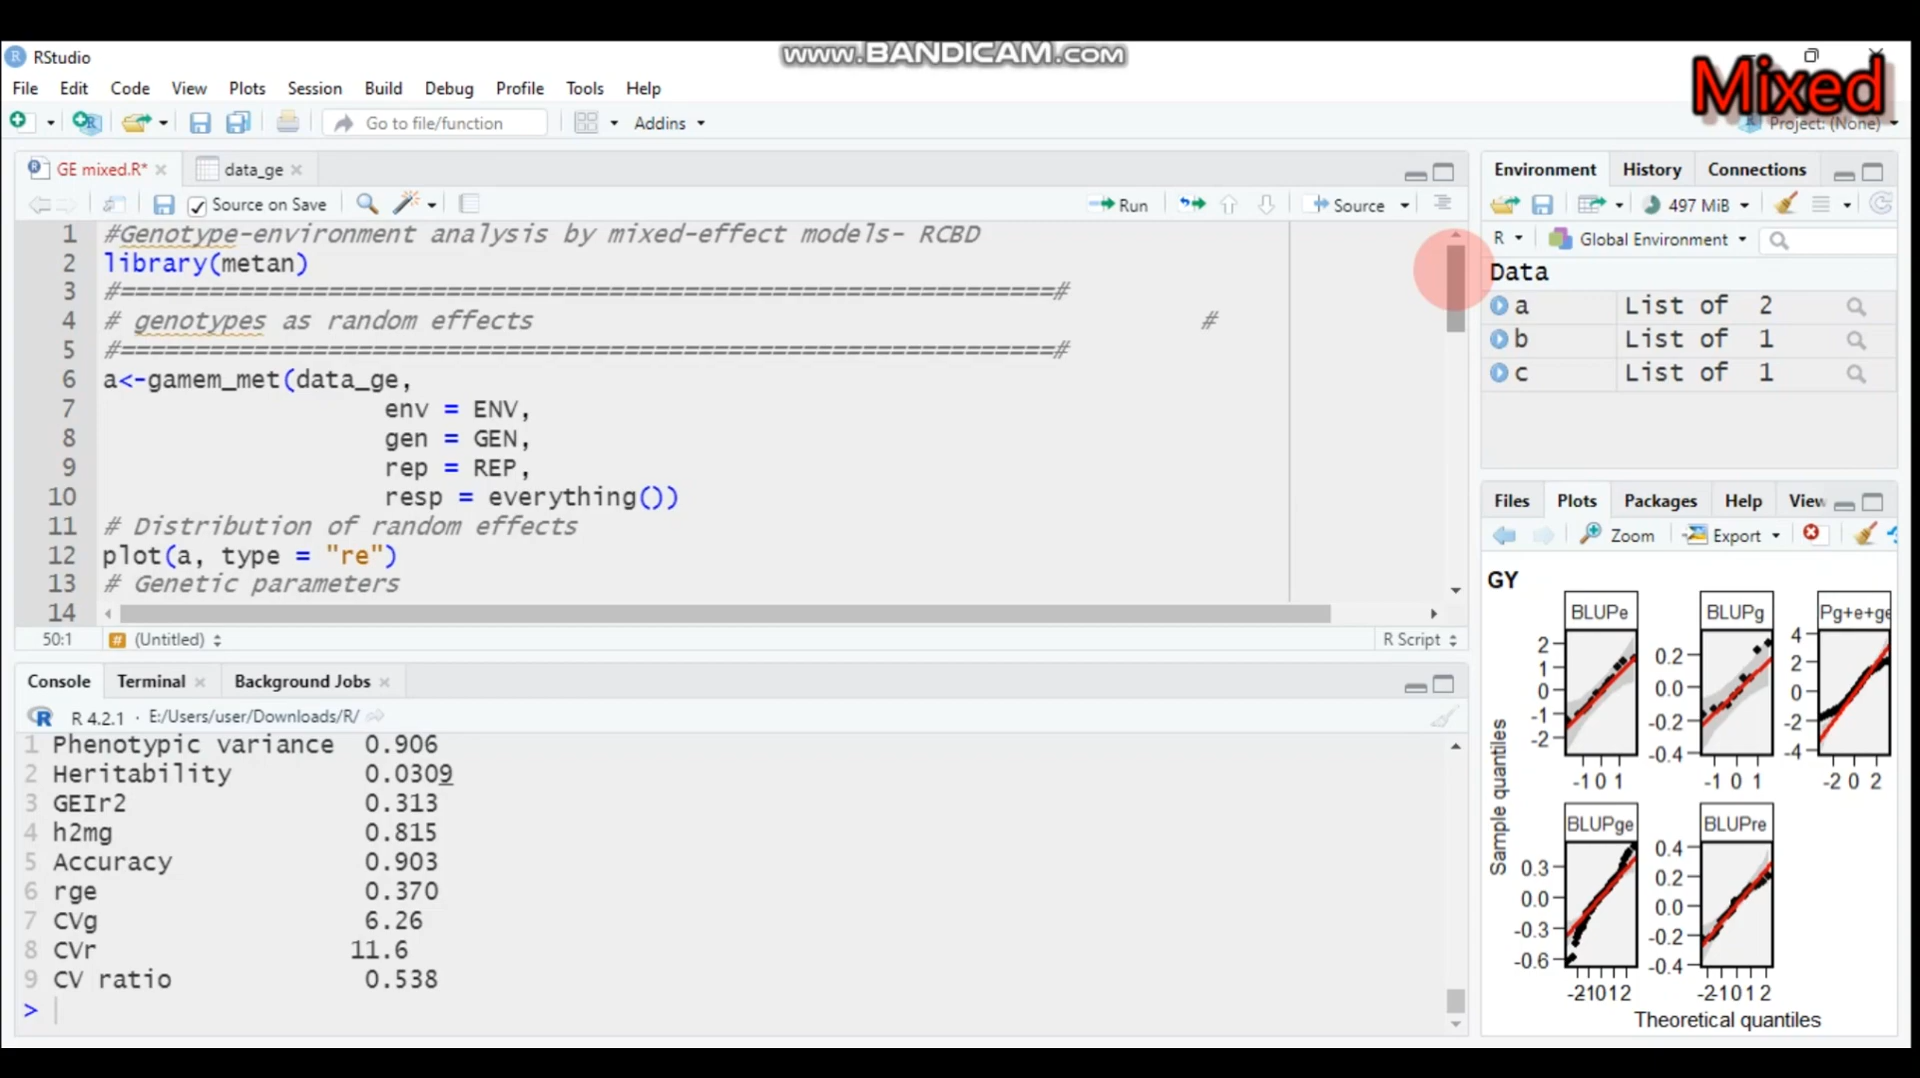 www.BANDICAM.com
RStudio
Mixed
File Edit Code View Plots Session Build Debug Profile Tools Help
Go to file/function Addins
Project: (None)
GE mixed.R* data_ge
Source on Save Run Source
1 #Genotype-environment analysis by mixed-effect models- RCBD
2 library(metan)
3 #===============================================================#
4 # genotypes as random effects #
5 #===============================================================#
6 a<-gamem_met(data_ge,
7 env = ENV,
8 gen = GEN,
9 rep = REP,
10 resp = everything())
11 # Distribution of random effects
12 plot(a, type = "re")
13 # Genetic parameters
14
50:1 # (Untitled) R Script
Console Terminal Background Jobs
R R 4.2.1 · E:/Users/user/Downloads/R/
1 Phenotypic variance 0.906
2 Heritability 0.0309
3 GEIr2 0.313
4 h2mg 0.815
5 Accuracy 0.903
6 rge 0.370
7 CVg 6.26
8 CVr 11.6
9 CV ratio 0.538
>
Environment History Connections
497 MiB
R Global Environment
Data
a List of 2
b List of 1
c List of 1
Files Plots Packages Help View
Zoom Export
GY
BLUPe BLUPg Pg+e+ge
2 1 0 -1 -2
0.2 0.0 -0.2 -0.4
4 2 0 -2 -4
-1 0 1 -1 0 1 -2 0 2
BLUPge BLUPre
0.3 0.0 -0.3 -0.6
0.4 0.2 0.0 -0.2 -0.4
-2-1012 -2-1 0 1 2
Sample quantiles
Theoretical quantiles